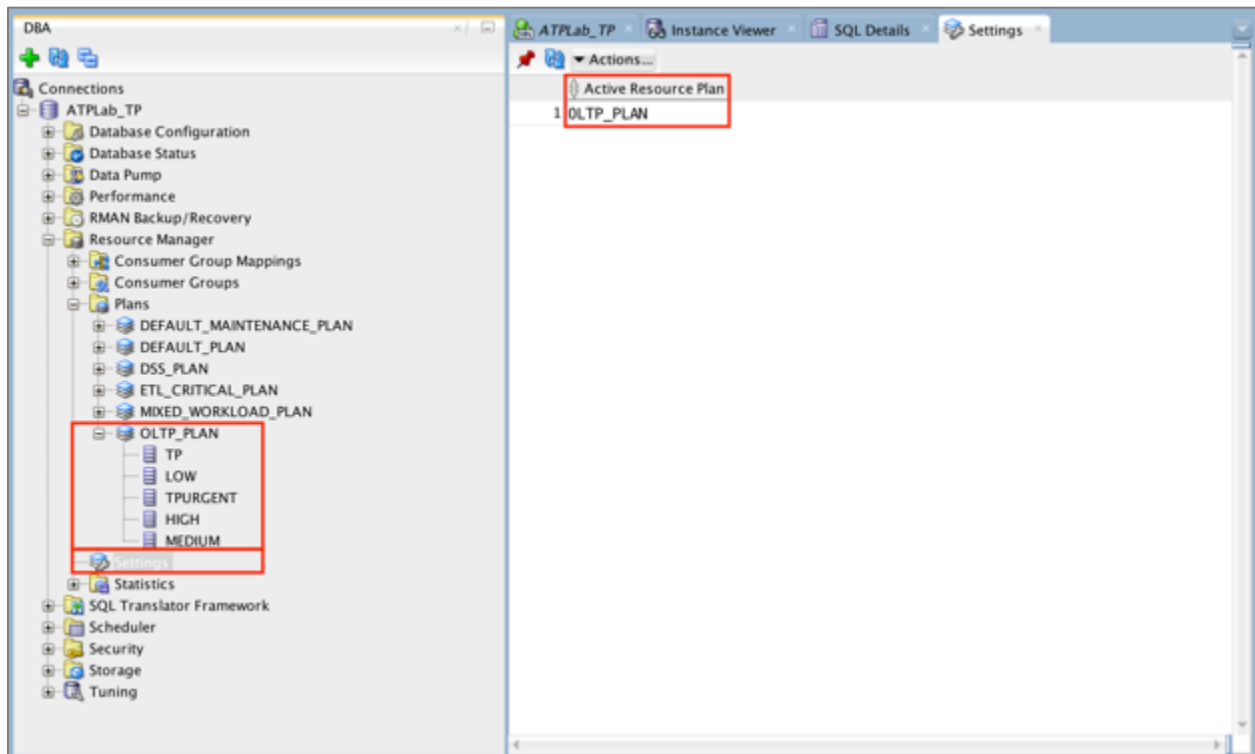 DBA
Connections
ATPLab_TP
Database Configuration
Database Status
Data Pump
Performance
RMAN Backup/Recovery
Resource Manager
Consumer Group Mappings
Consumer Groups
Plans
DEFAULT_MAINTENANCE_PLAN
DEFAULT_PLAN
DSS_PLAN
ETL_CRITICAL_PLAN
MIXED_WORKLOAD_PLAN
OLTP_PLAN
TP
LOW
TPURGENT
HIGH
MEDIUM
Settings
Statistics
SQL Translator Framework
Scheduler
Security
Storage
Tuning
ATPLab_TP Instance Viewer SQL Details Settings
Actions...
Active Resource Plan
1 OLTP_PLAN